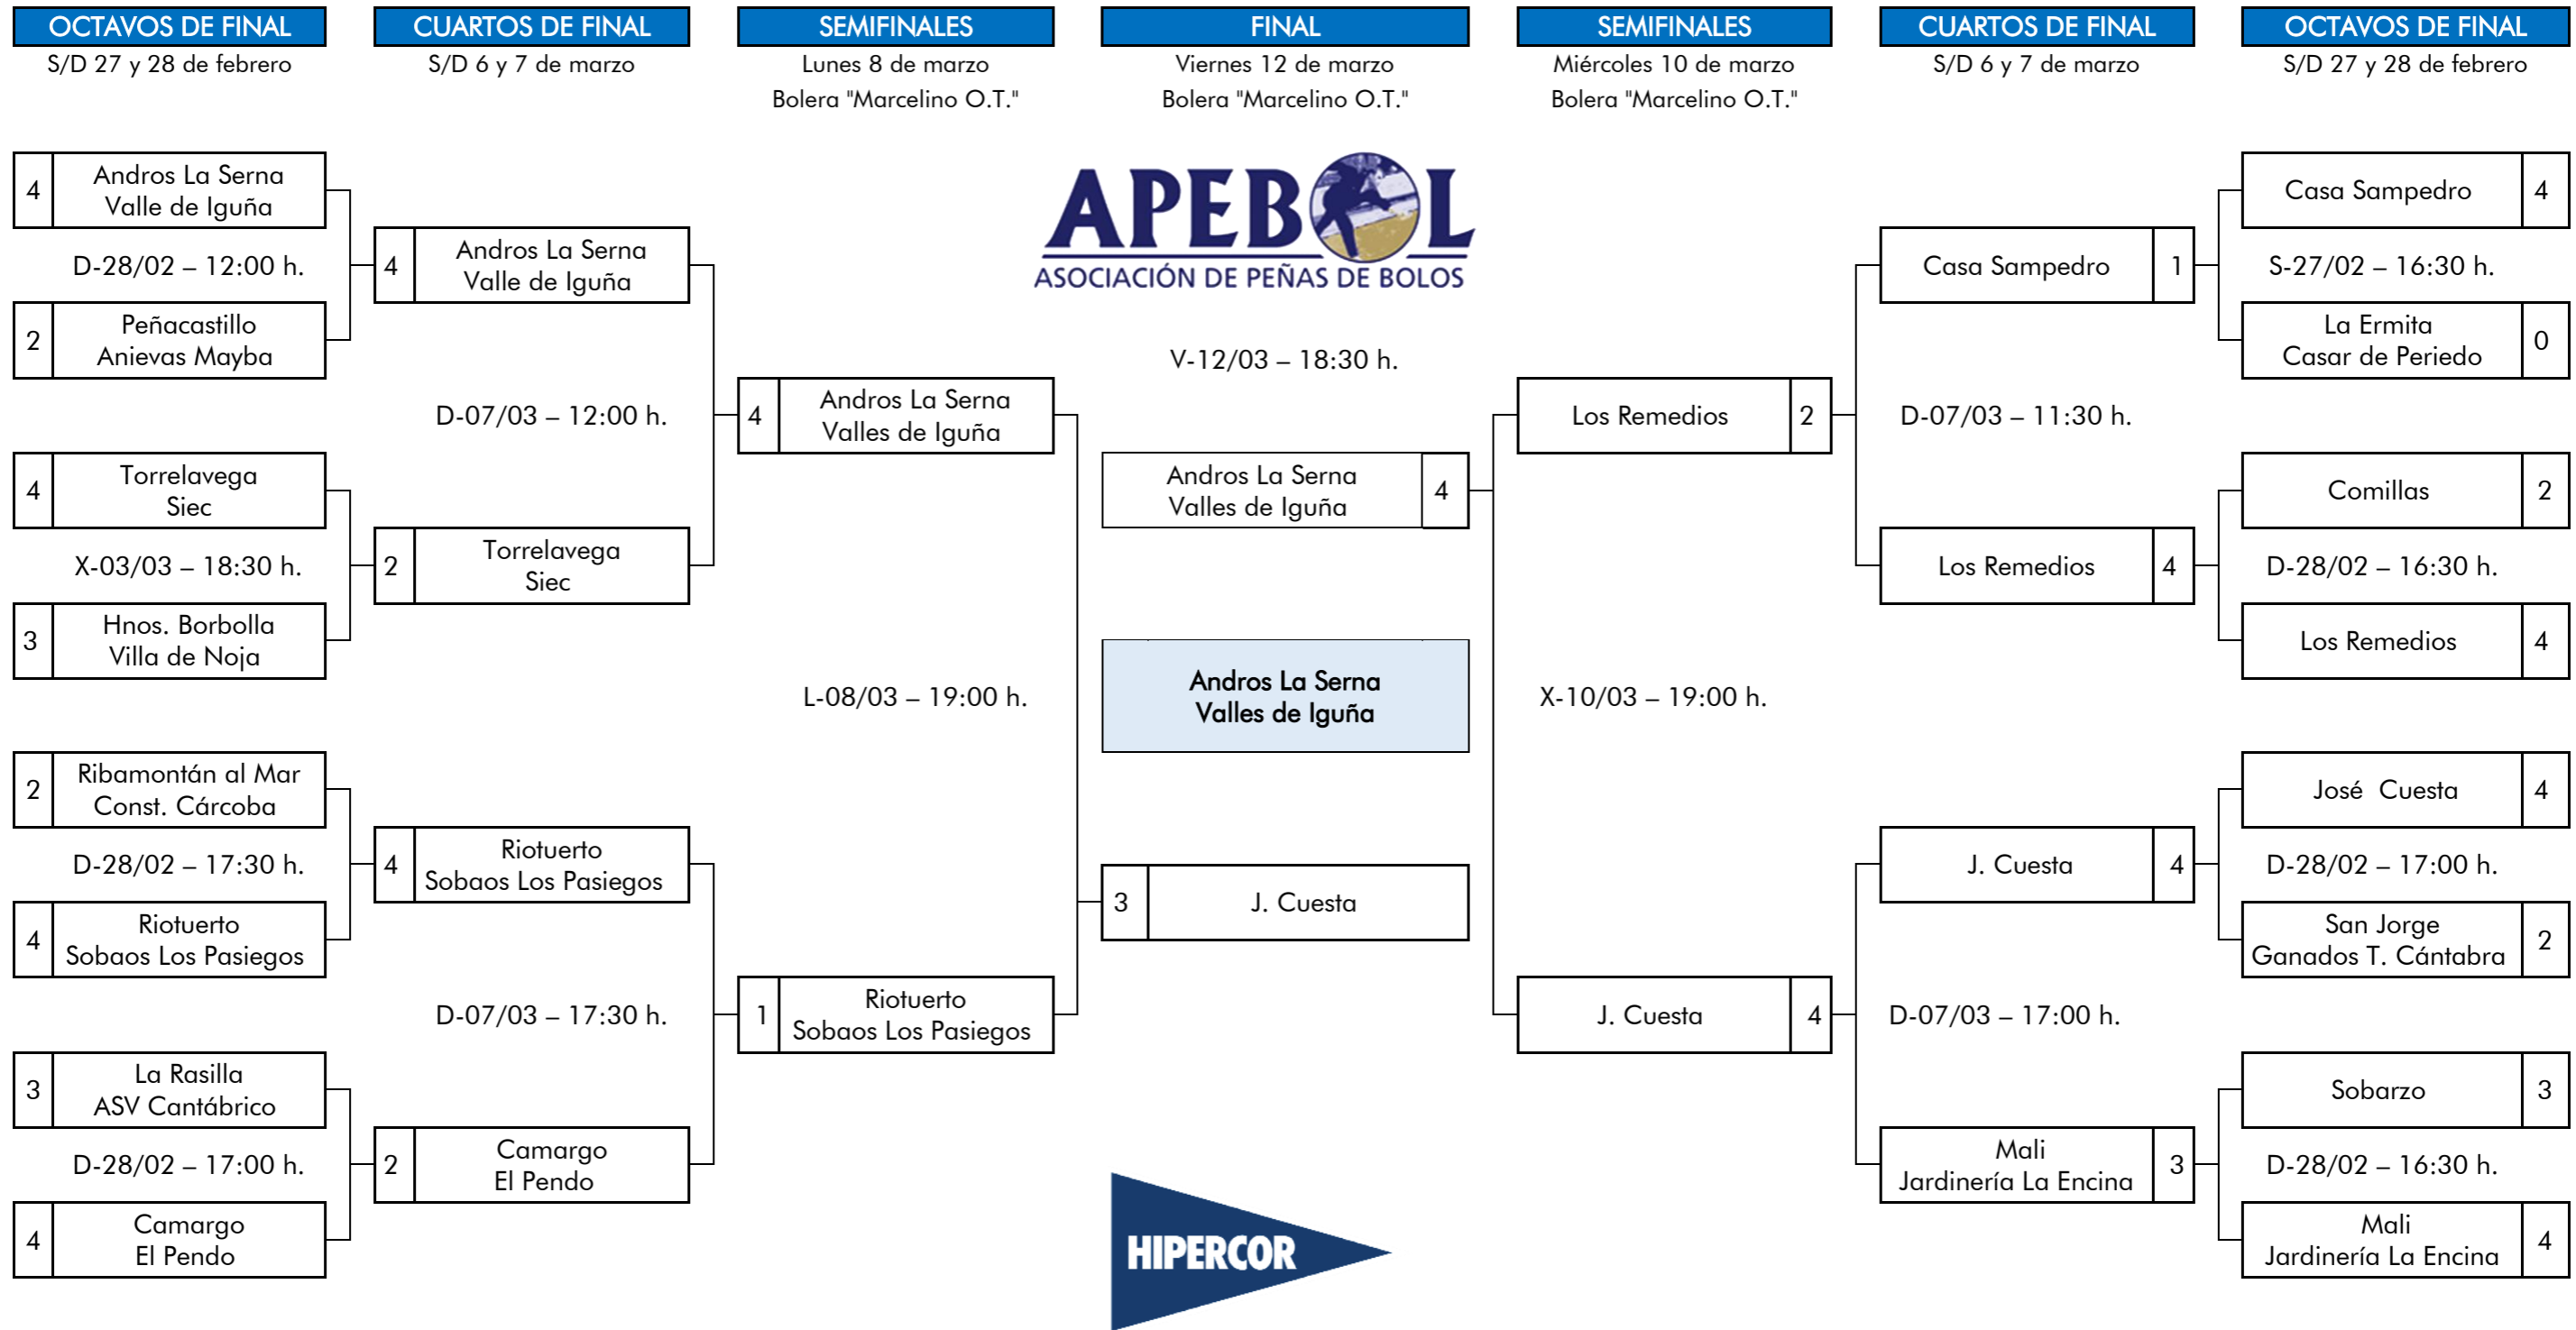 OCTAVOS DE FINAL
S/D 27 y 28 de febrero
CUARTOS DE FINAL
S/D 6 y 7 de marzo
SEMIFINALES
Lunes 8 de marzo
Bolera "Marcelino O.T."
FINAL
Viernes 12 de marzo
Bolera "Marcelino O.T."
SEMIFINALES
Miércoles 10 de marzo
Bolera "Marcelino O.T."
CUARTOS DE FINAL
S/D 6 y 7 de marzo
OCTAVOS DE FINAL
S/D 27 y 28 de febrero
4
Andros La Serna
Valle de Iguña
D-28/02 – 12:00 h.
2
Peñacastillo
Anievas Mayba
4
Torrelavega
Siec
X-03/03 – 18:30 h.
3
Hnos. Borbolla
Villa de Noja
2
Ribamontán al Mar
Const. Cárcoba
D-28/02 – 17:30 h.
4
Riotuerto
Sobaos Los Pasiegos
3
La Rasilla
ASV Cantábrico
D-28/02 – 17:00 h.
4
Camargo
El Pendo
4
Andros La Serna
Valle de Iguña
D-07/03 – 12:00 h.
2
Torrelavega
Siec
4
Riotuerto
Sobaos Los Pasiegos
D-07/03 – 17:30 h.
2
Camargo
El Pendo
4
Andros La Serna
Valles de Iguña
L-08/03 – 19:00 h.
1
Riotuerto
Sobaos Los Pasiegos
APEBOL
ASOCIACIÓN DE PEÑAS DE BOLOS
V-12/03 – 18:30 h.
Andros La Serna
Valles de Iguña
4
Andros La Serna
Valles de Iguña
3
J. Cuesta
HIPERCOR
Los Remedios
2
X-10/03 – 19:00 h.
J. Cuesta
4
Casa Sampedro
1
D-07/03 – 11:30 h.
Los Remedios
4
J. Cuesta
4
D-07/03 – 17:00 h.
Mali
Jardinería La Encina
3
Casa Sampedro
4
S-27/02 – 16:30 h.
La Ermita
Casar de Periedo
0
Comillas
2
D-28/02 – 16:30 h.
Los Remedios
4
José  Cuesta
4
D-28/02 – 17:00 h.
San Jorge
Ganados T. Cántabra
2
Sobarzo
3
D-28/02 – 16:30 h.
Mali
Jardinería La Encina
4